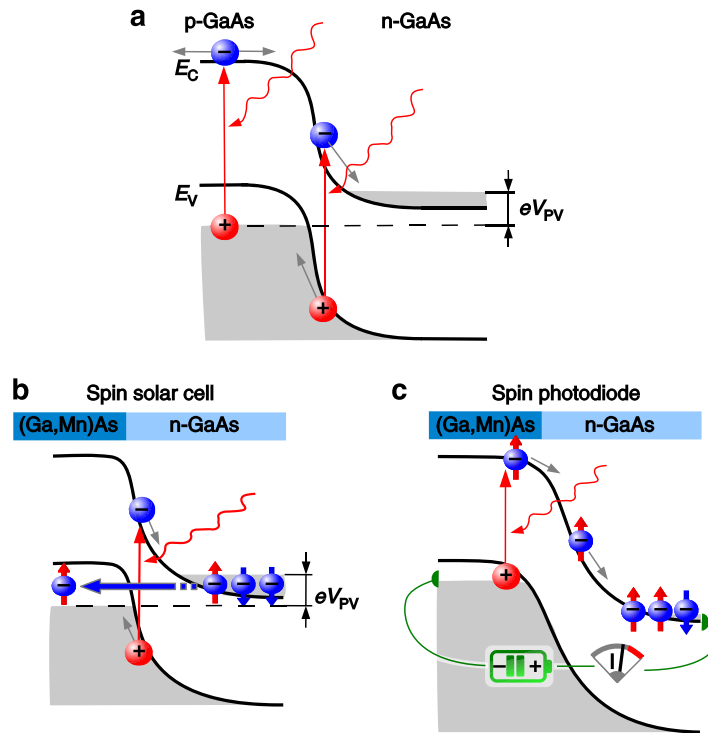 a
p-GaAs n-GaAs
−
E_C
−
E_V
eV_PV
+
+
b
Spin solar cell
(Ga,Mn)As n-GaAs
−
− − − −
eV_PV
+
c
Spin photodiode
(Ga,Mn)As n-GaAs
−
−
+
− − −
− + I